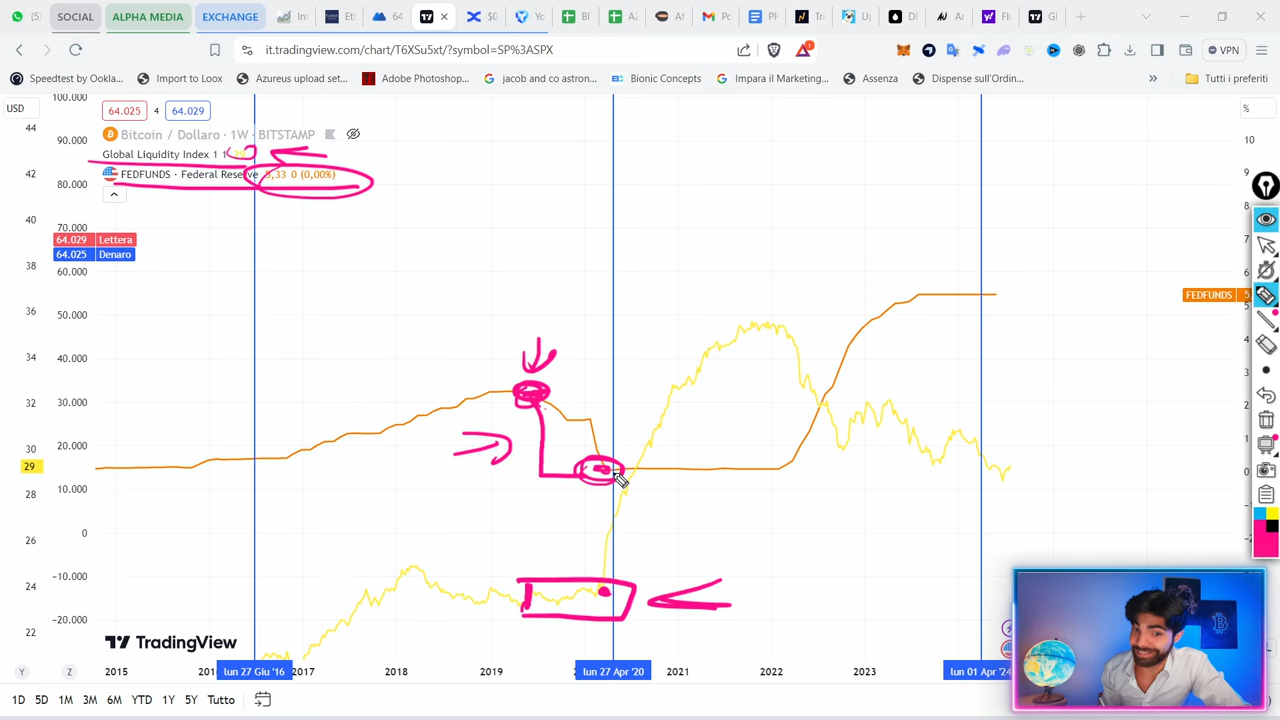 SOCIAL ALPHA MEDIA EXCHANGE
it.tradingview.com/chart/T6XSu5xt/?symbol=SP%3ASPX VPN
Speedtest by Ookla... Import to Loox Azureus upload set... Adobe Photoshop... jacob and co astron... Bionic Concepts Impara il Marketing... Assenza Dispense sull'Ordin... » Tutti i preferiti
USD 100.000 %
64.025 4 64.029
44
10
90.000
Bitcoin / Dollaro · 1W · BITSTAMP
Global Liquidity Index 1 1
42
9
FEDFUNDS · Federal Reserve 5,33 0 (0,00%)
80.000
8
40
70.000
64.029 Lettera
7
64.025 Denaro
38
60.000
6
FEDFUNDS 5
50.000
5
36
4
34
40.000
3
32
30.000
2
30
20.000
1
29
0
28
10.000
0
26
-10.000
24
-20.000
22
TradingView
2015 lun 27 Giu '16 2017 2018 2019 lun 27 Apr '20 2021 2022 2023 lun 01 Apr '24
Y Z
1D 5D 1M 3M 6M YTD 1Y 5Y Tutto